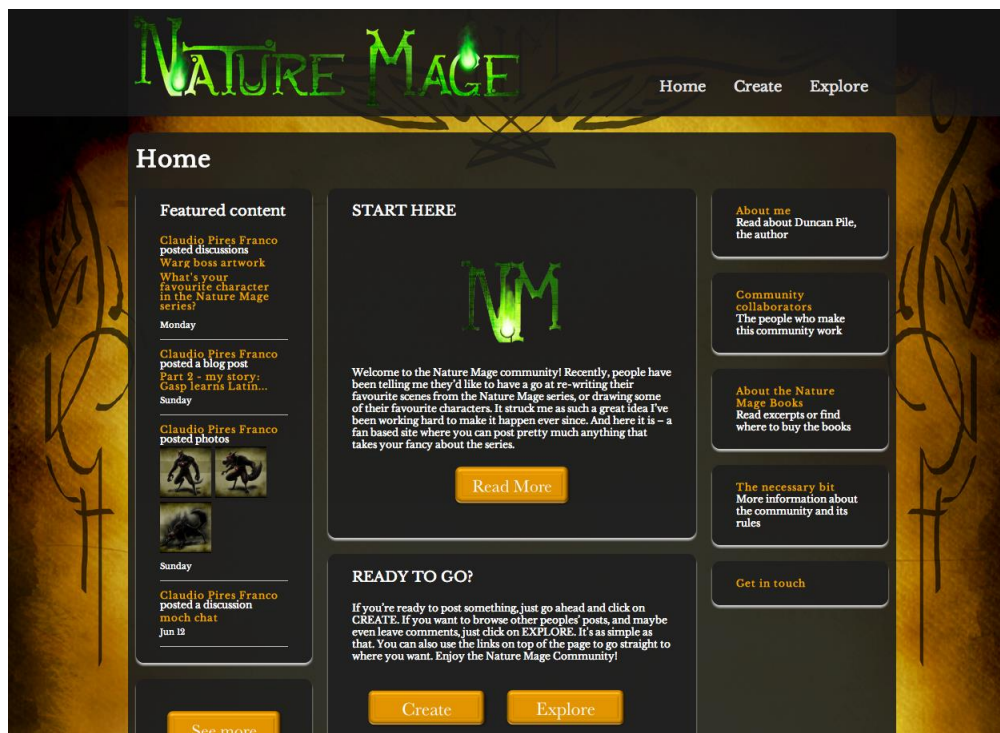 NATURE MAGE
Home Create Explore
Home
Featured content
Claudio Pires Franco
posted discussions
Warg boss artwork
What's your
favourite character
in the Nature Mage
series?
Monday
Claudio Pires Franco
posted a blog post
Part 2 - my story:
Gasp learns Latin...
Sunday
Claudio Pires Franco
posted photos
Sunday
Claudio Pires Franco
posted a discussion
moch chat
Jun 12
See more
START HERE
NM
Welcome to the Nature Mage community! Recently, people have
been telling me they'd like to have a go at re-writing their
favourite scenes from the Nature Mage series, or drawing some
of their favourite characters. It struck me as such a great idea I've
been working hard to make it happen ever since. And here it is – a
fan based site where you can post pretty much anything that
takes your fancy about the series.
Read More
READY TO GO?
If you're ready to post something, just go ahead and click on
CREATE. If you want to browse other peoples' posts, and maybe
even leave comments, just click on EXPLORE. It's as simple as
that. You can also use the links on top of the page to go straight to
where you want. Enjoy the Nature Mage Community!
Create Explore
About me
Read about Duncan Pile,
the author
Community
collaborators
The people who make
this community work
About the Nature
Mage Books
Read excerpts or find
where to buy the books
The necessary bit
More information about
the community and its
rules
Get in touch